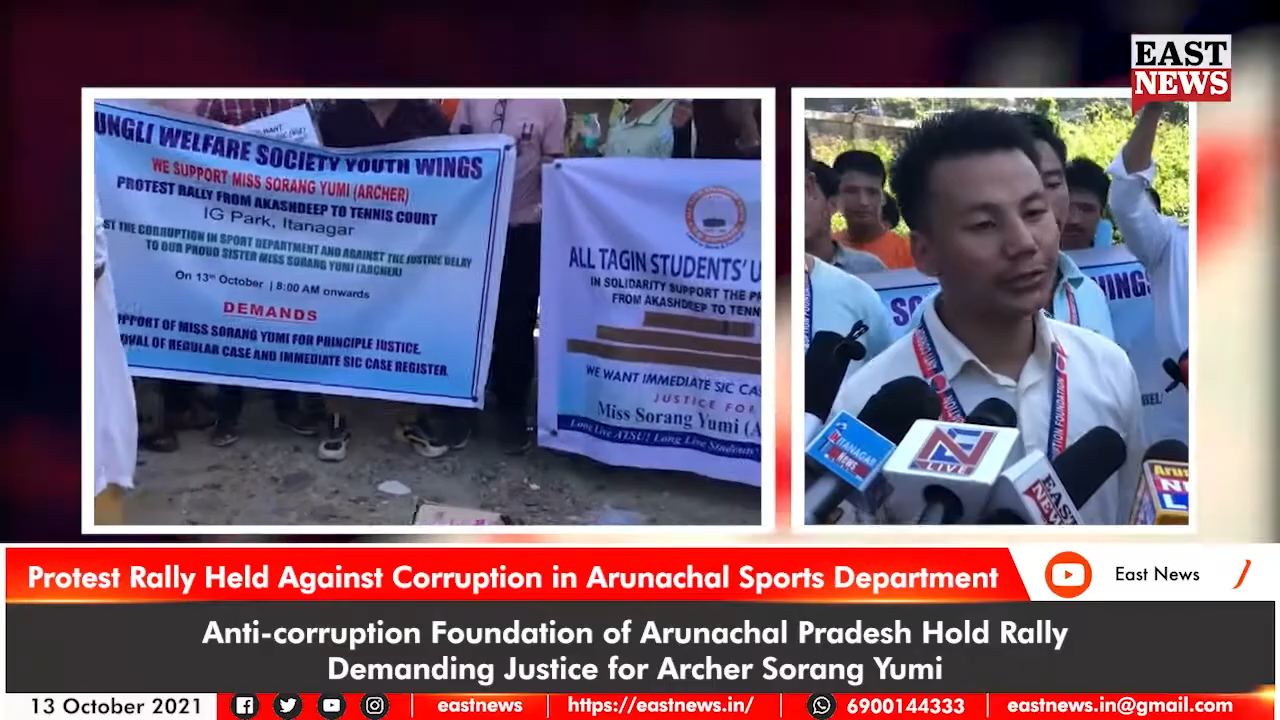 EAST
NEWS
UNGLI WELFARE SOCIETY YOUTH WINGS
WE SUPPORT MISS SORANG YUMI (ARCHER)
PROTEST RALLY FROM AKASHDEEP TO TENNIS COURT
IG Park, Itanagar
ST THE CORRUPTION IN SPORT DEPARTMENT AND AGAINST THE JUSTICE DELAY
TO OUR PROUD SISTER MISS SORANG YUMI (ARCHER)
On 13th October | 8:00 AM onwards
DEMANDS
PPORT OF MISS SORANG YUMI FOR PRINCIPLE JUSTICE.
OVAL OF REGULAR CASE AND IMMEDIATE SIC CASE REGISTER.
ALL TAGIN STUDENTS' U
IN SOLIDARITY SUPPORT THE PR
FROM AKASHDEEP TO TENN
WE WANT IMMEDIATE SIC CAS
JUSTICE FOR
Miss Sorang Yumi (A
Long Live ATSU! Long Live Students'
WINGS
FOUNDATION
ITANAGAR
NEWS
LIVE
EAST
NEWS
Protest Rally Held Against Corruption in Arunachal Sports Department
East News
Anti-corruption Foundation of Arunachal Pradesh Hold Rally
Demanding Justice for Archer Sorang Yumi
13 October 2021 eastnews https://eastnews.in/ 6900144333 eastnews.in@gmail.com